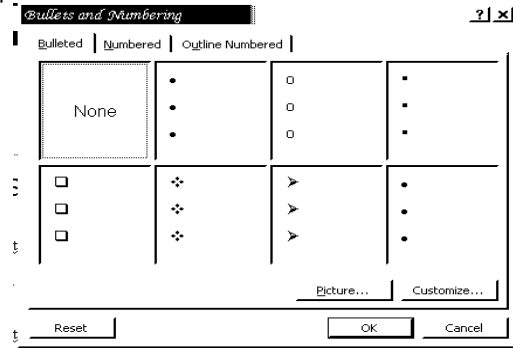 Bullets and Numbering
Bulleted Numbered Outline Numbered
None
Picture... Customize...
Reset OK Cancel